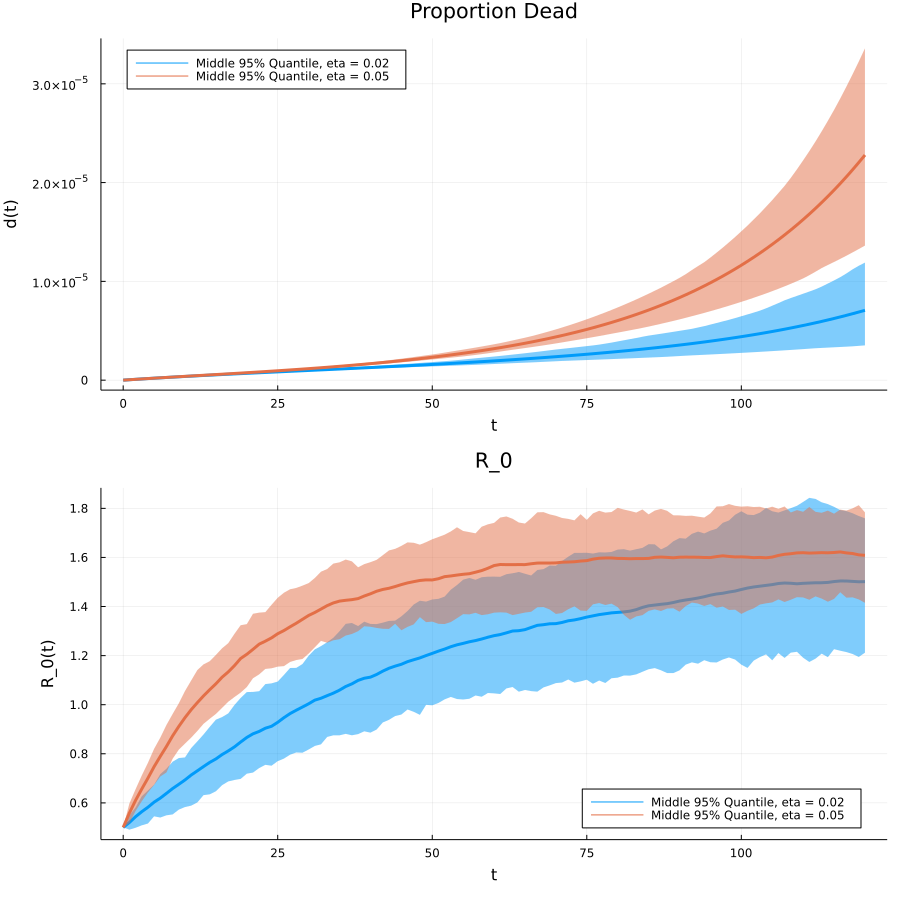 Proportion Dead
Middle 95% Quantile, eta = 0.02
Middle 95% Quantile, eta = 0.05
3.0×10⁻⁵
2.0×10⁻⁵
1.0×10⁻⁵
0
d(t)
0 25 50 75 100
t
R_0
1.8
1.6
1.4
1.2
1.0
0.8
0.6
R_0(t)
Middle 95% Quantile, eta = 0.02
Middle 95% Quantile, eta = 0.05
0 25 50 75 100
t